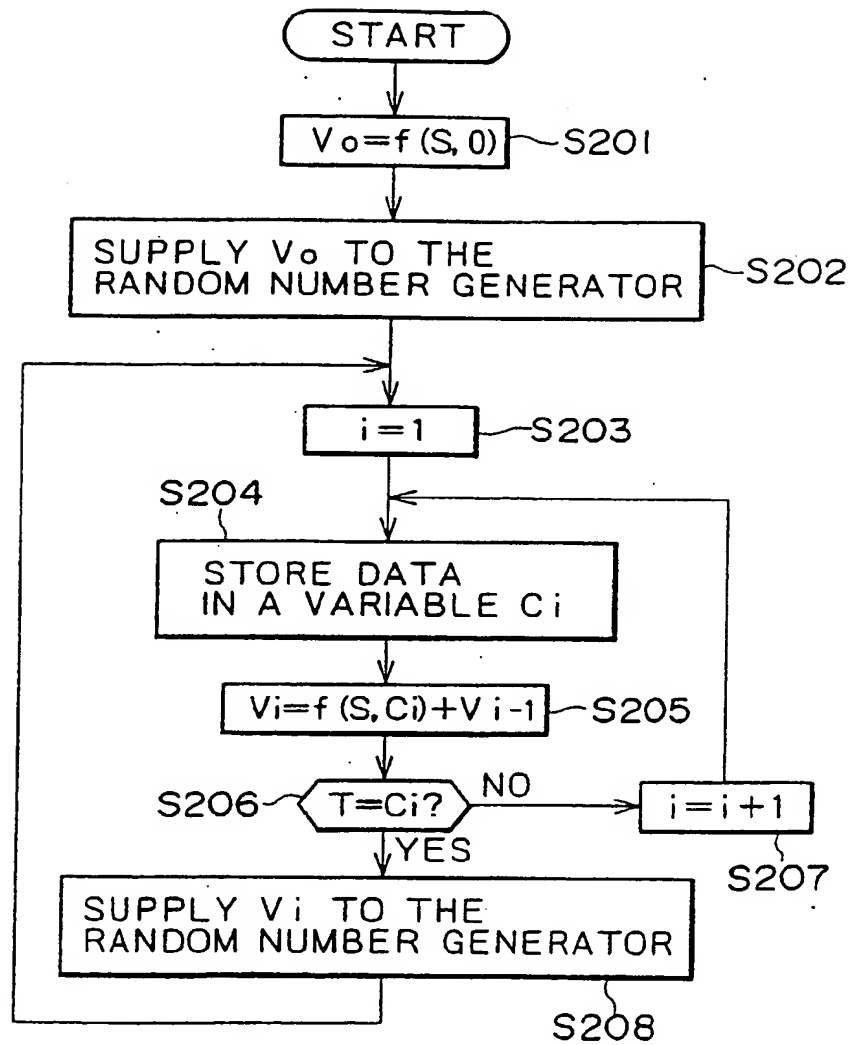 START
Vo=f(S,0)
S201
SUPPLY Vo TO THE
RANDOM NUMBER GENERATOR
S202
i=1
S203
S204
STORE DATA
IN A VARIABLE Ci
Vi=f(S,Ci)+Vi-1
S205
S206
T=Ci?
NO
i=i+1
S207
YES
SUPPLY Vi TO THE
RANDOM NUMBER GENERATOR
S208